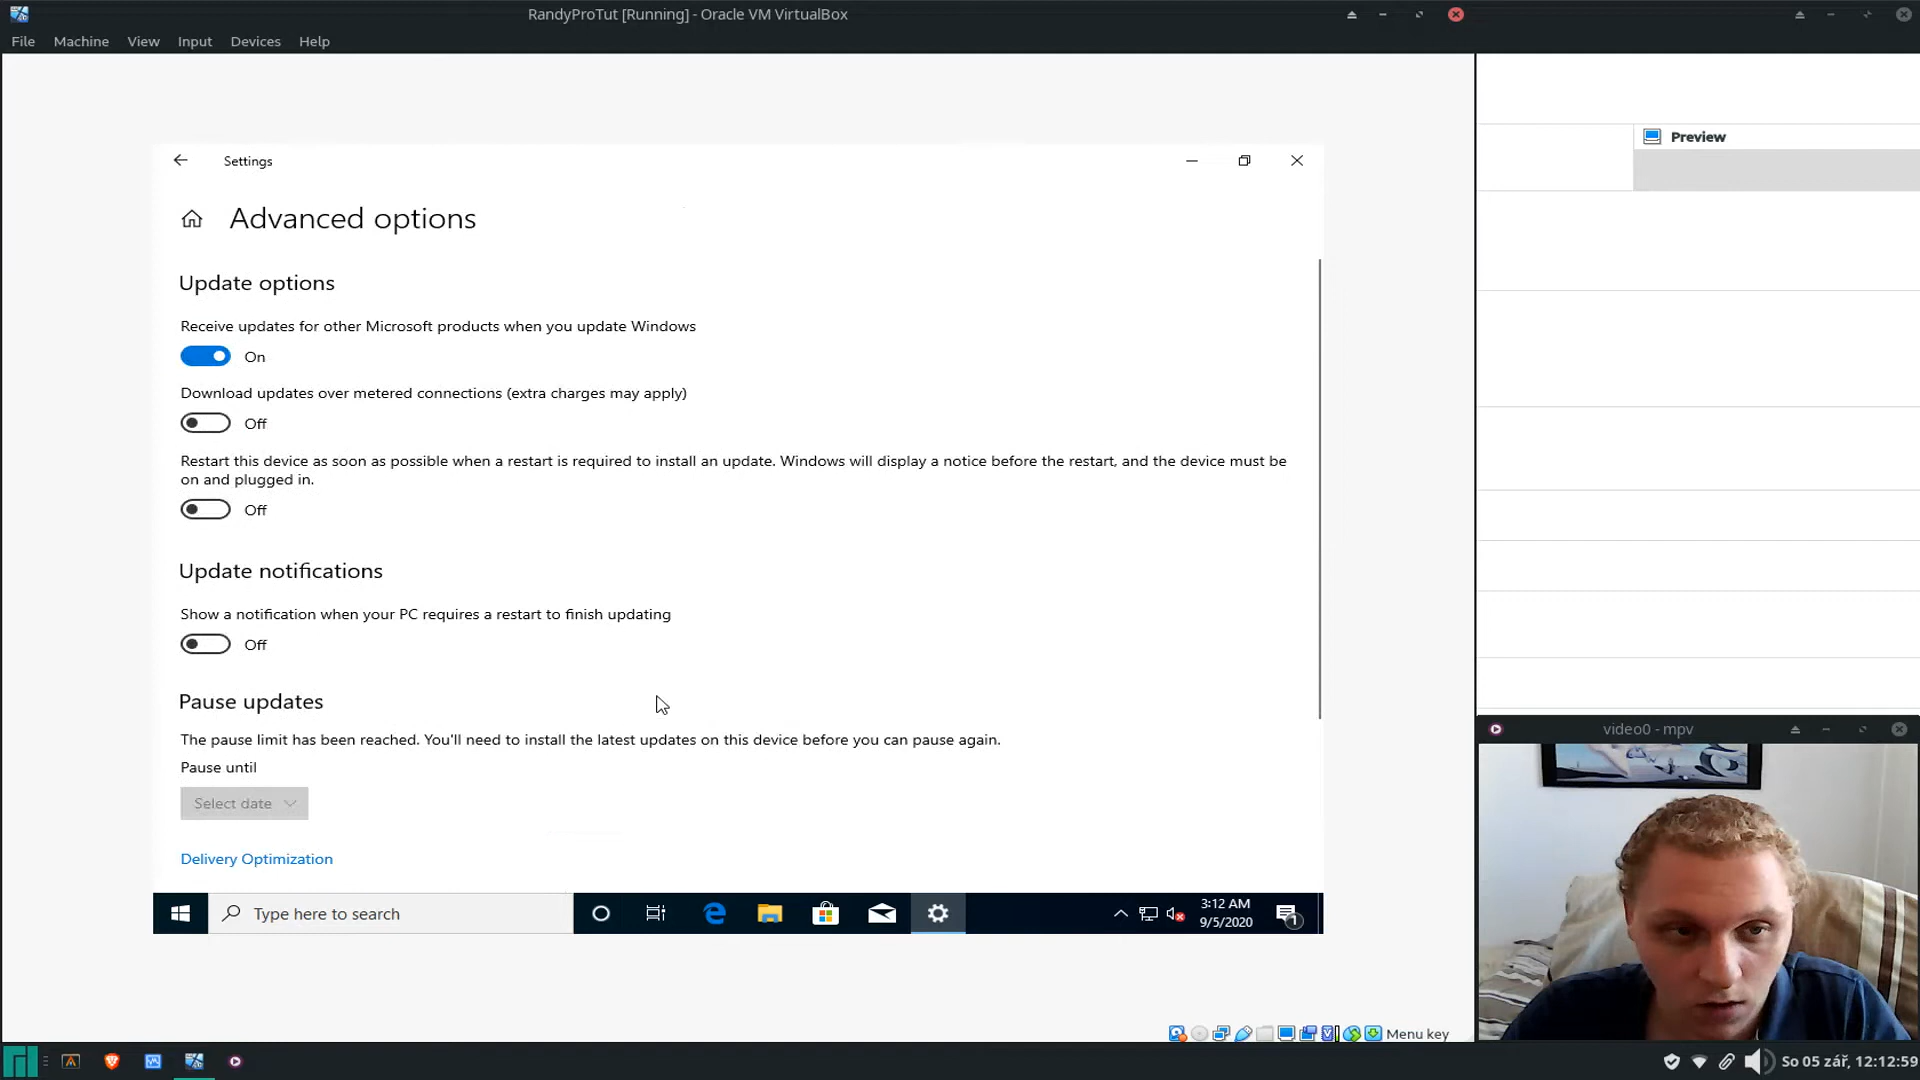 RandyProTut [Running] - Oracle VM VirtualBox
File Machine View Input Devices Help
Preview
Settings
Advanced options
Update options
Receive updates for other Microsoft products when you update Windows
On
Download updates over metered connections (extra charges may apply)
Off
Restart this device as soon as possible when a restart is required to install an update. Windows will display a notice before the restart, and the device must be
on and plugged in.
Off
Update notifications
Show a notification when your PC requires a restart to finish updating
Off
Pause updates
The pause limit has been reached. You'll need to install the latest updates on this device before you can pause again.
Pause until
Select date
Delivery Optimization
Type here to search
3:12 AM
9/5/2020
1
video0 - mpv
Menu key
So 05 zář, 12:12:59